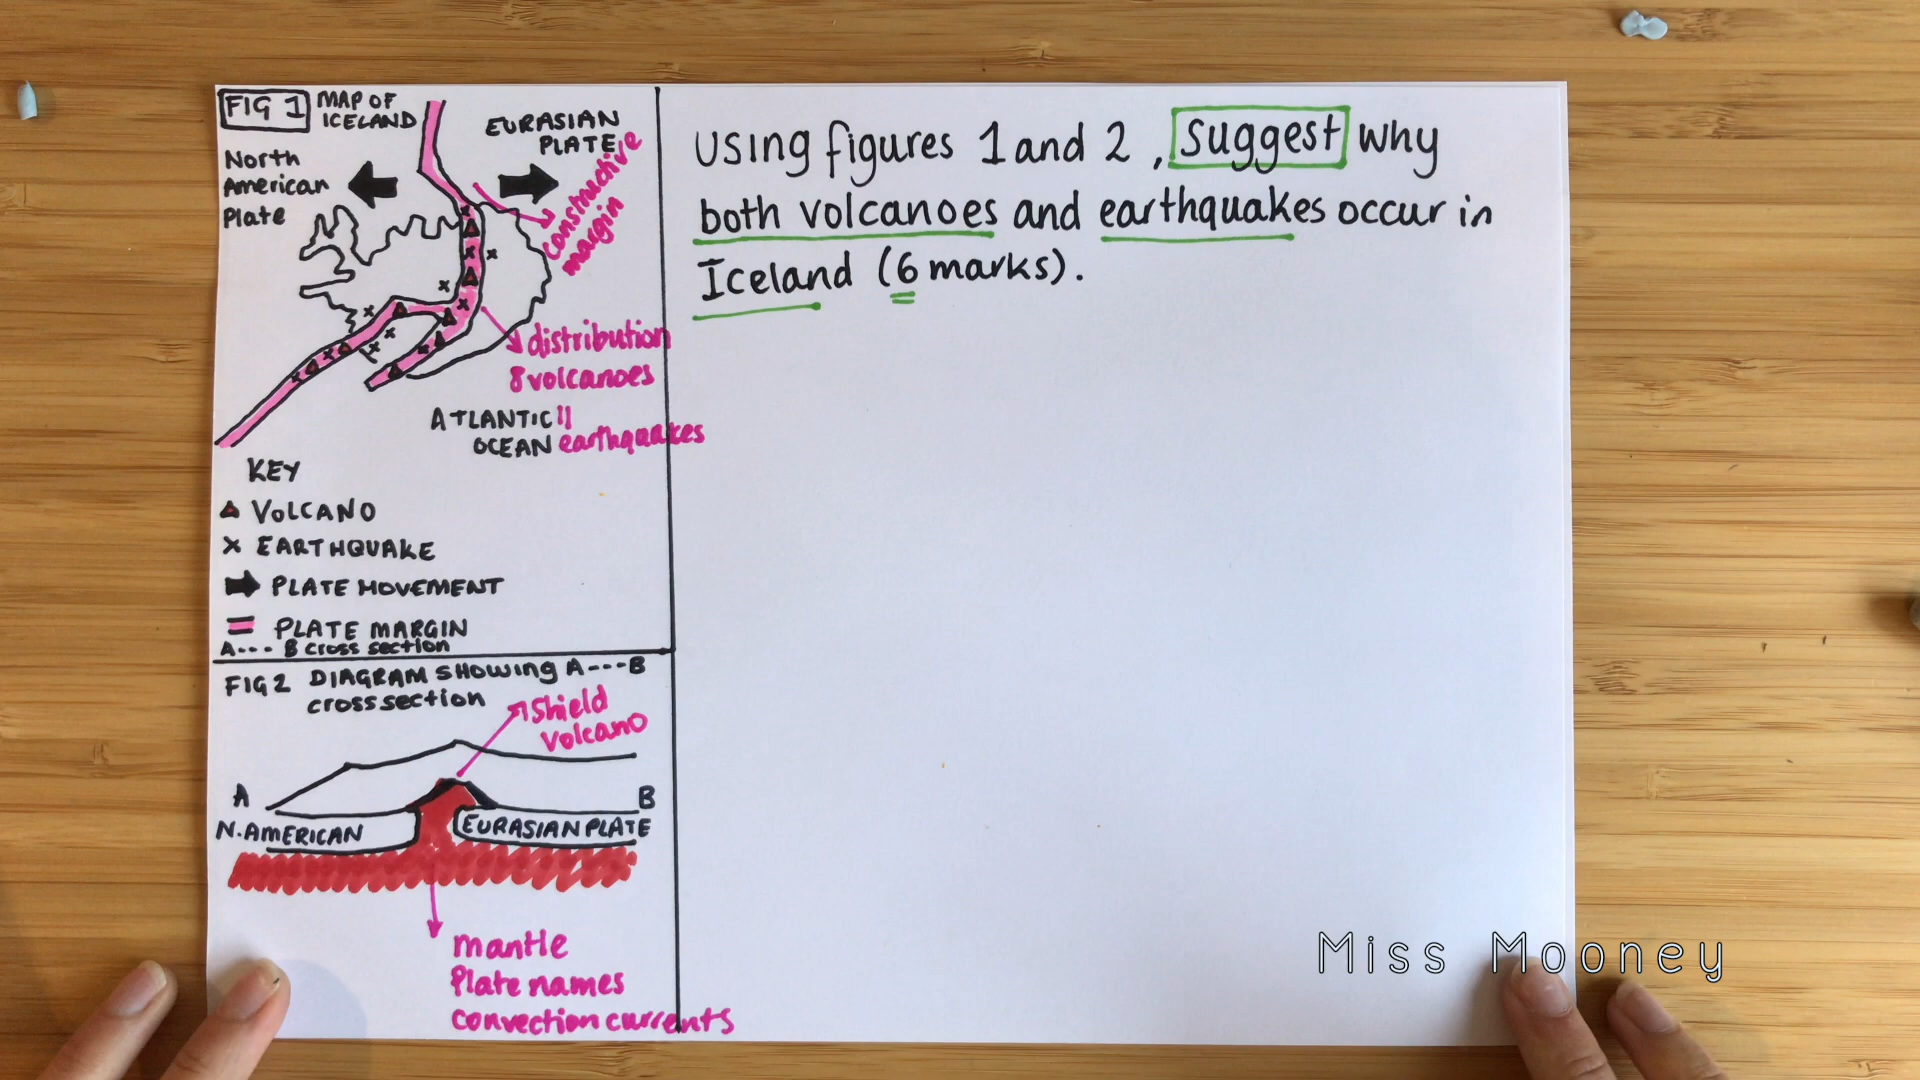 FIG 1 MAP OF
ICELAND
EURASIAN
PLATE
North
American
Plate
constructive
margin
distribution
8 volcanoes
ATLANTIC 11
OCEAN earthquakes
KEY
VOLCANO
x EARTHQUAKE
PLATE MOVEMENT
PLATE MARGIN
A--- B cross section
FIG 2 DIAGRAM SHOWING A---B
cross section
Shield
Volcano
A
B
N. AMERICAN
EURASIAN PLATE
mantle
Plate names
convection currents
Using figures 1 and 2, suggest why
both volcanoes and earthquakes occur in
Iceland (6 marks).
Miss Mooney